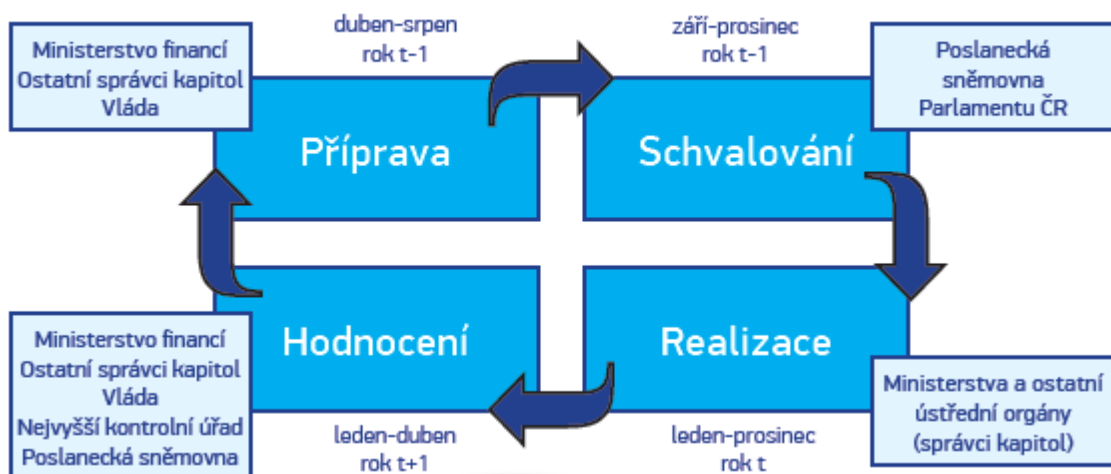 duben-srpen
rok t-1
září-prosinec
rok t-1
Ministerstvo financí
Ostatní správci kapitol
Vláda
Poslanecká
sněmovna
Parlamentu ČR
Příprava
Schvalování
Hodnocení
Realizace
Ministerstvo financí
Ostatní správci kapitol
Vláda
Nejvyšší kontrolní úřad
Poslanecká sněmovna
Ministerstva a ostatní
ústřední orgány
(správci kapitol)
leden-duben
rok t+1
leden-prosinec
rok t